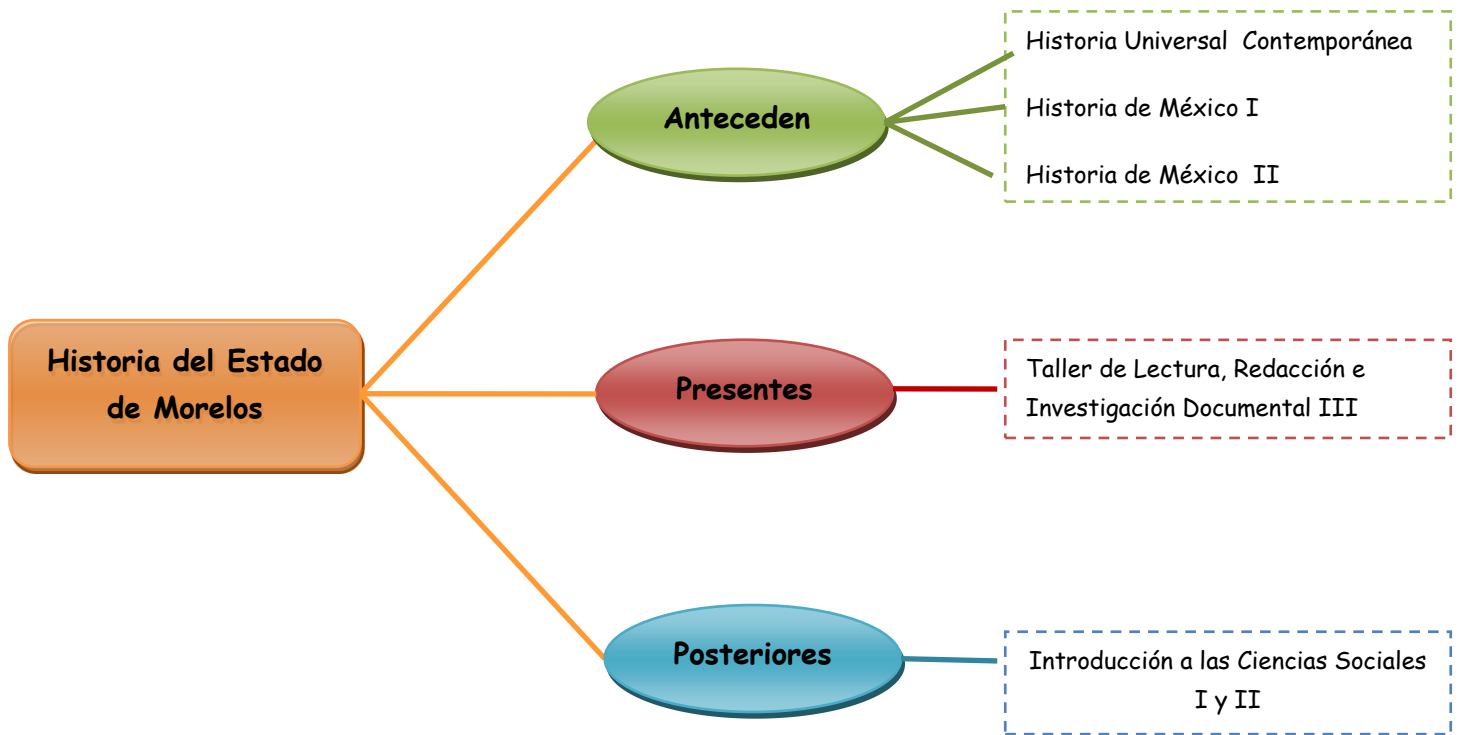 Historia del Estado
de Morelos
Anteceden
Historia Universal Contemporánea
Historia de México I
Historia de México II
Presentes
Taller de Lectura, Redacción e
Investigación Documental III
Posteriores
Introducción a las Ciencias Sociales
I y II